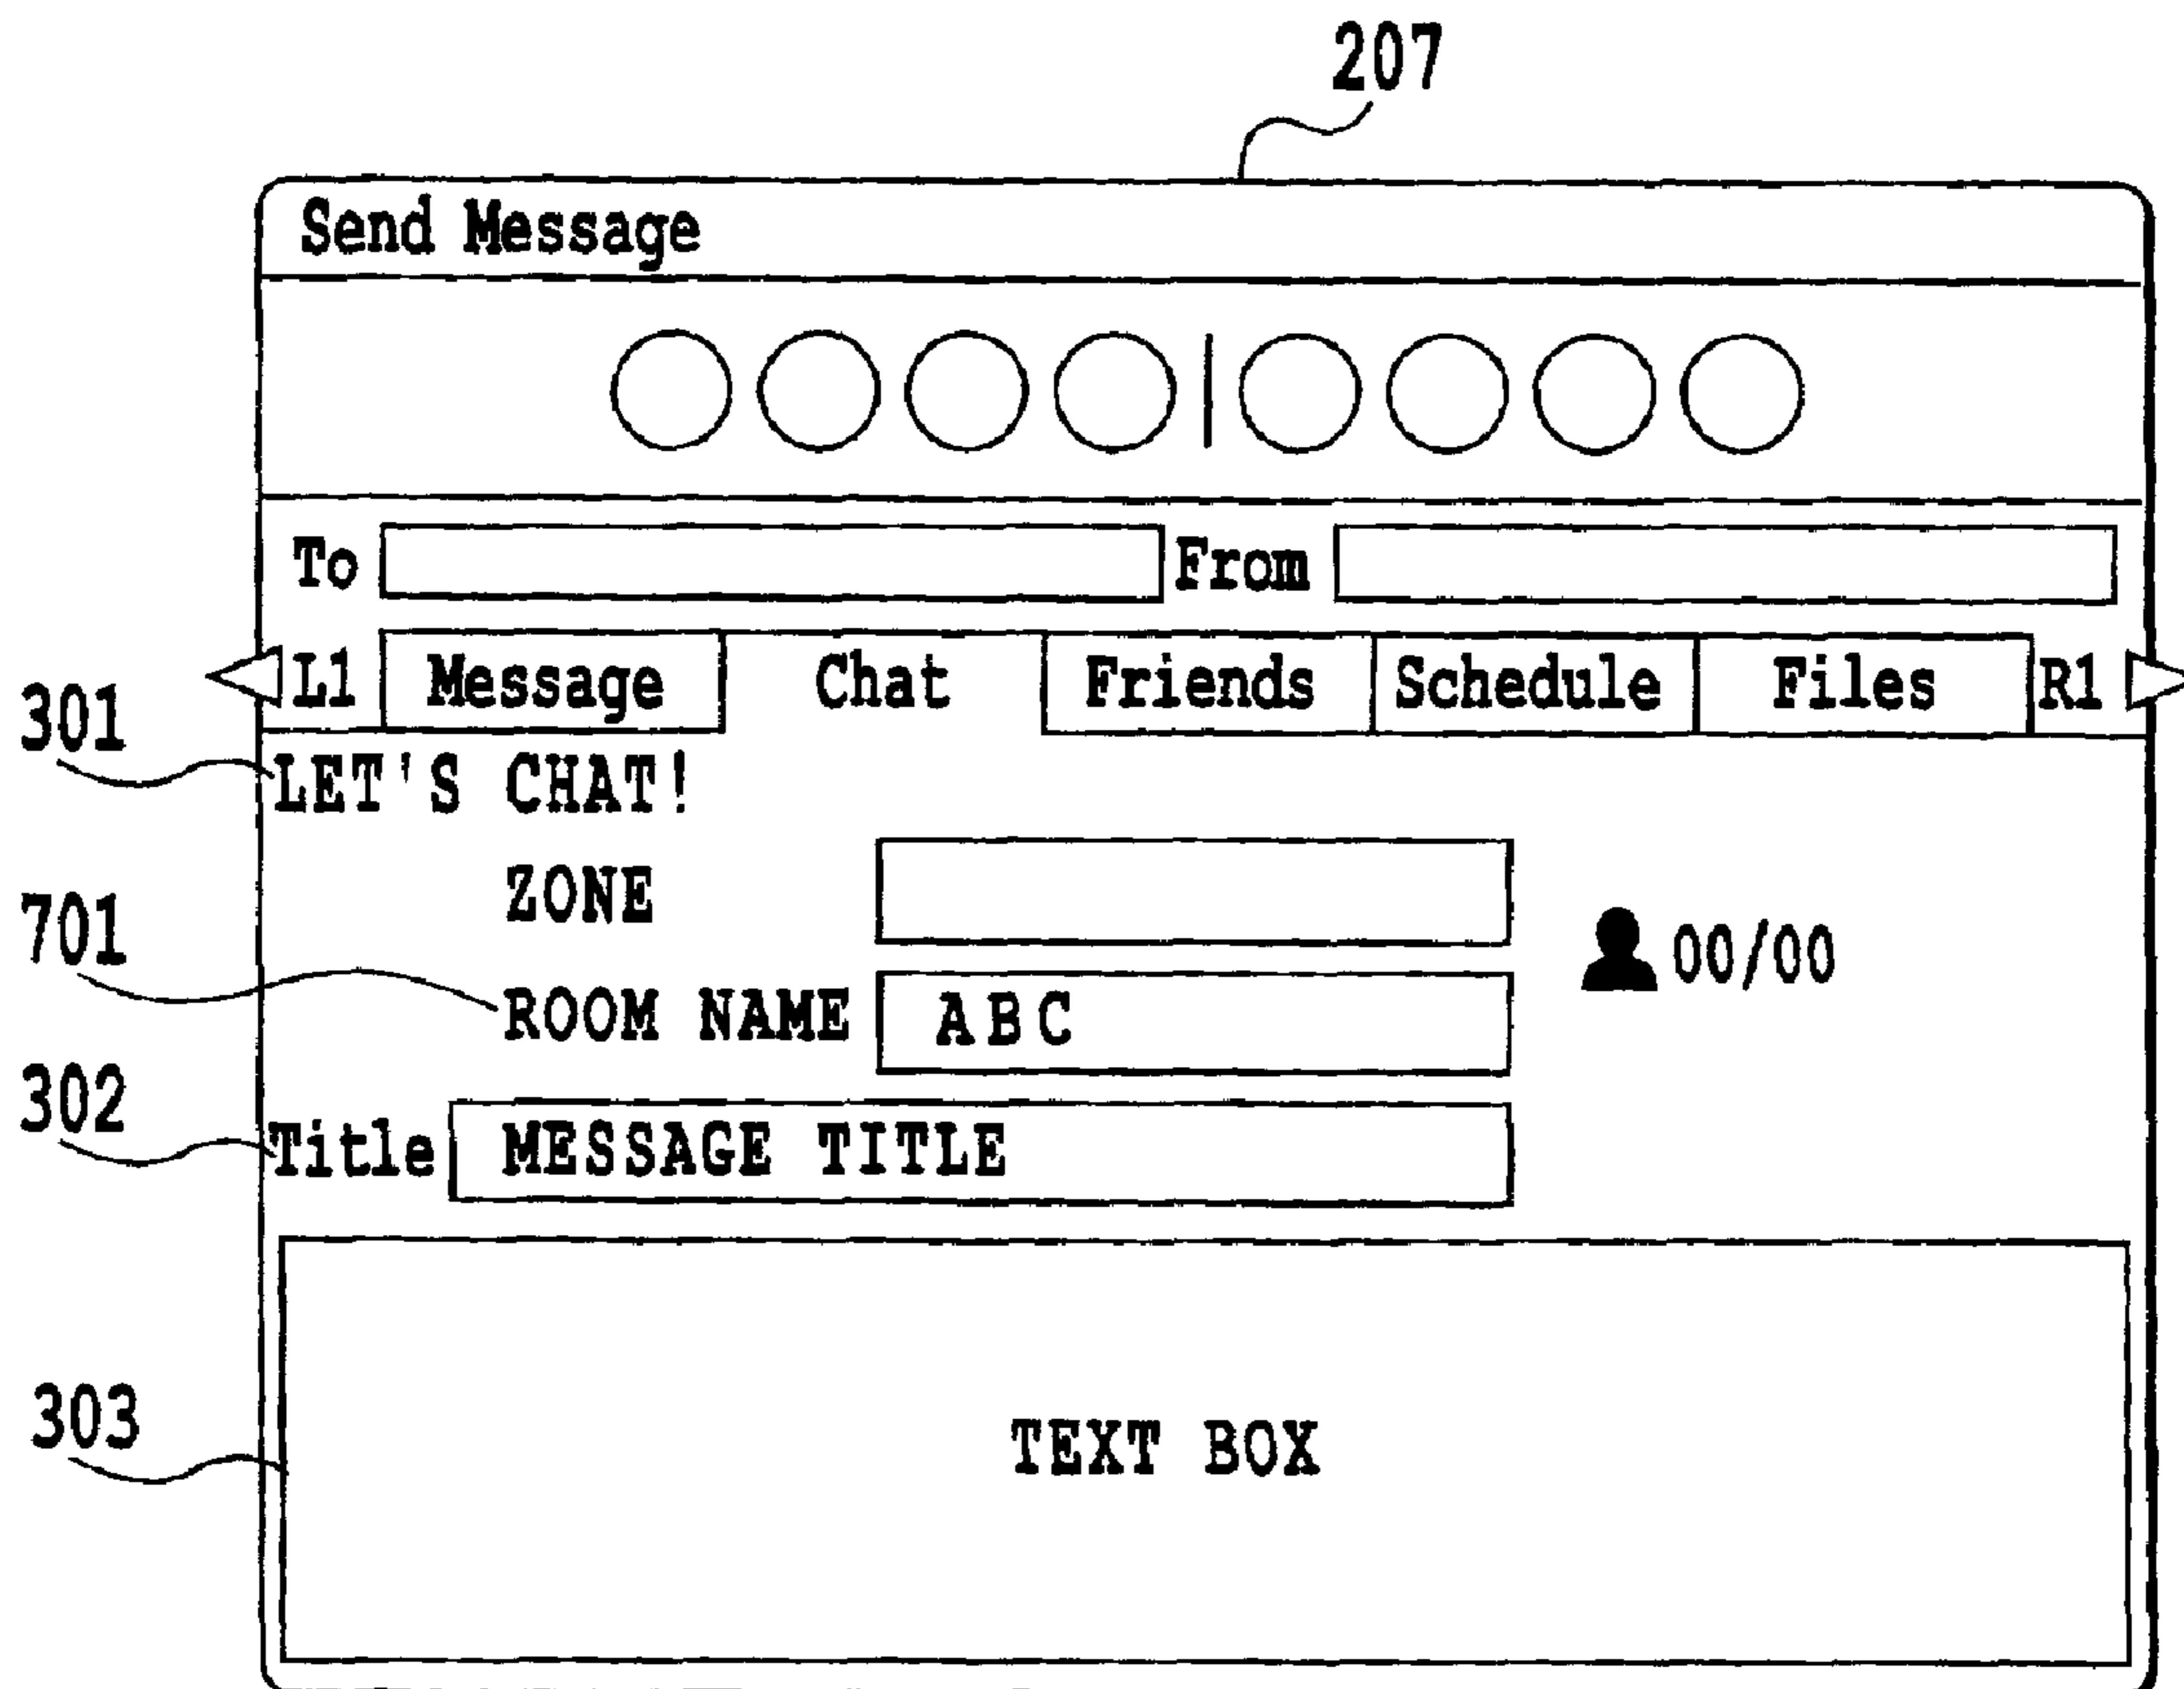 207
Send Message
To From
L1 Message Chat Friends Schedule Files R1
301
LET'S CHAT!
ZONE
701
00/00
ROOM NAME ABC
302
Title MESSAGE TITLE
303
TEXT BOX